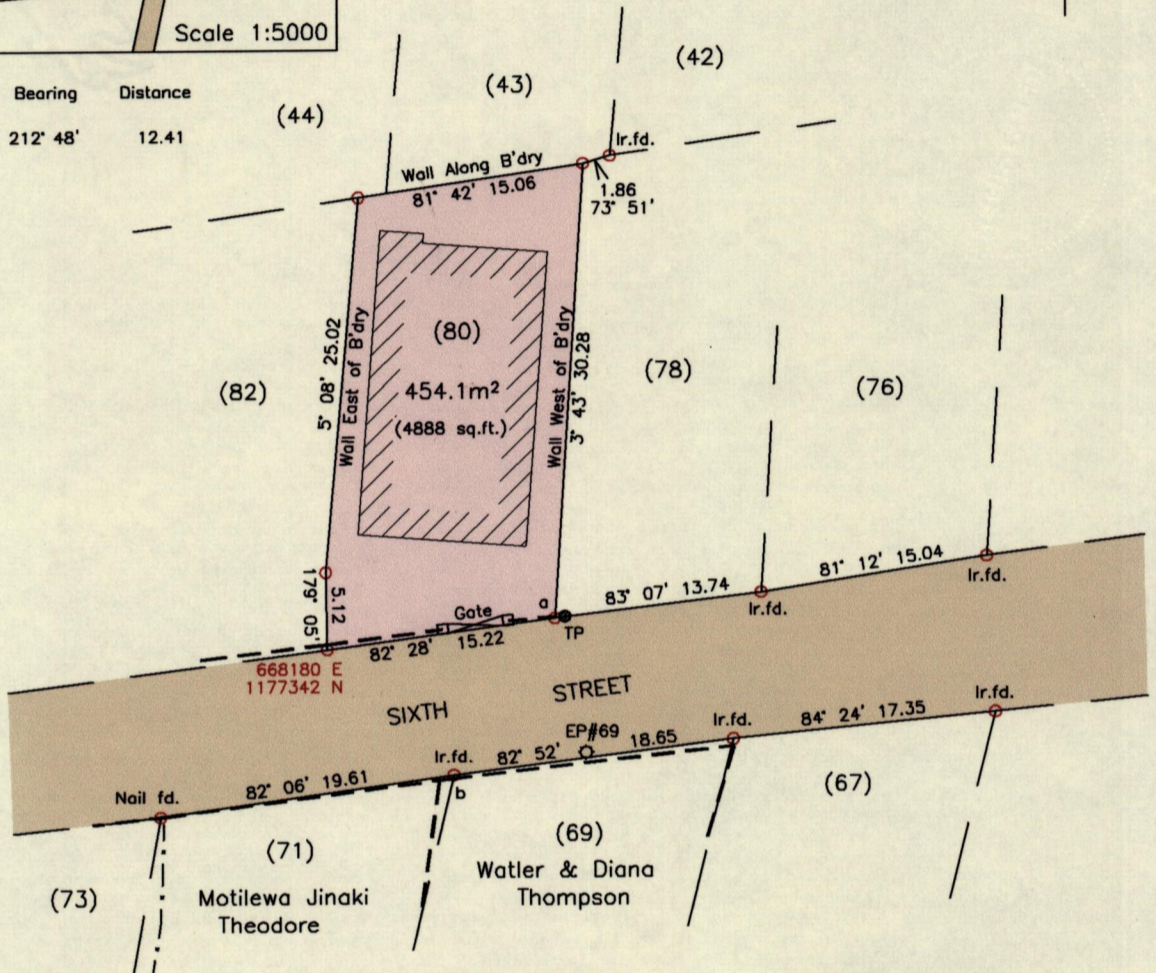 Scale 1:5000
Bearing Distance
212° 48' 12.41
(44)
(43)
(42)
Ir.fd.
Wall Along B'dry
81° 42' 15.06
1.86
73° 51'
(82)
5° 08' 25.02
Wall East of B'dry
(80)
454.1m²
(4888 sq.ft.)
Wall West of B'dry
3° 43' 30.28
(78)
(76)
179° 05'
5.12
Gate
a
TP
82° 28' 15.22
83° 07' 13.74
Ir.fd.
81° 12' 15.04
Ir.fd.
668180 E
1177342 N
SIXTH STREET
Nail fd.
82° 06' 19.61
Ir.fd.
b
82° 52' 18.65
EP#69
Ir.fd.
84° 24' 17.35
Ir.fd.
(73)
(71)
Motilewa Jinaki
Theodore
(69)
Watler & Diana
Thompson
(67)